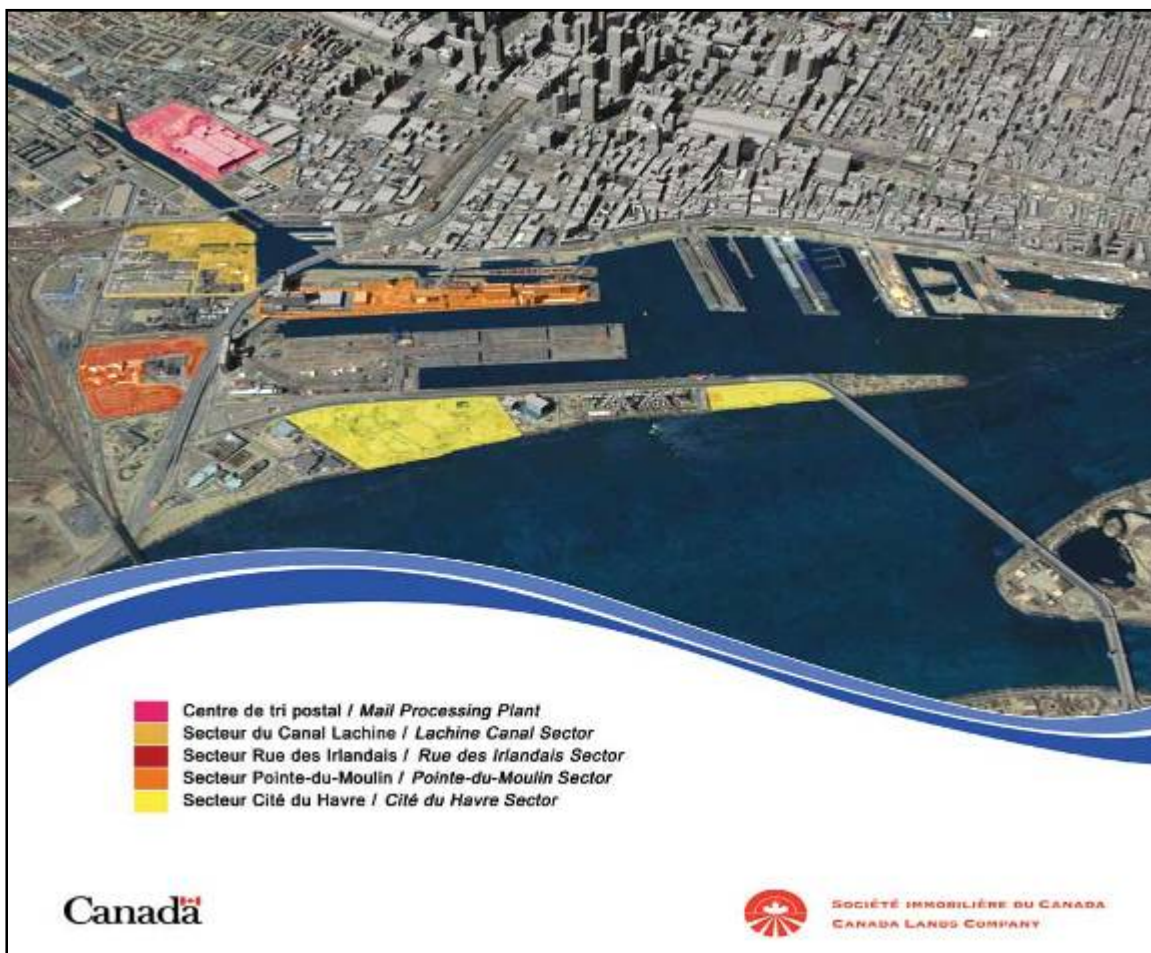 Centre de tri postal / Mail Processing Plant
Secteur du Canal Lachine / Lachine Canal Sector
Secteur Rue des Irlandais / Rue des Irlandais Sector
Secteur Pointe-du-Moulin / Pointe-du-Moulin Sector
Secteur Cité du Havre / Cité du Havre Sector
Canada
SOCIÉTÉ IMMOBILIÈRE DU CANADA
CANADA LANDS COMPANY